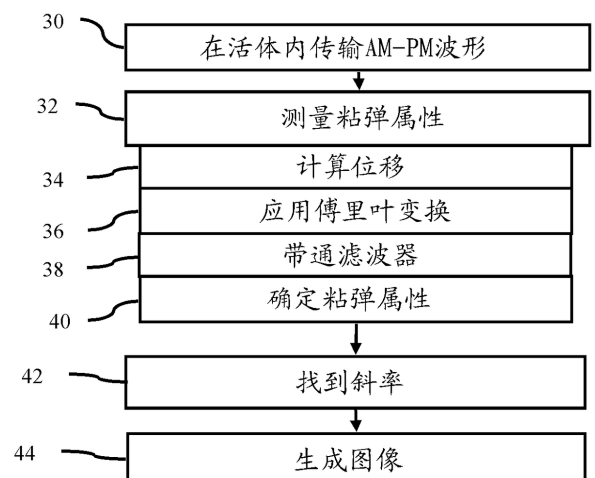 30 在活体内传输AM-PM波形
32 测量粘弹属性
34 计算位移
36 应用傅里叶变换
38 带通滤波器
40 确定粘弹属性
42 找到斜率
44 生成图像